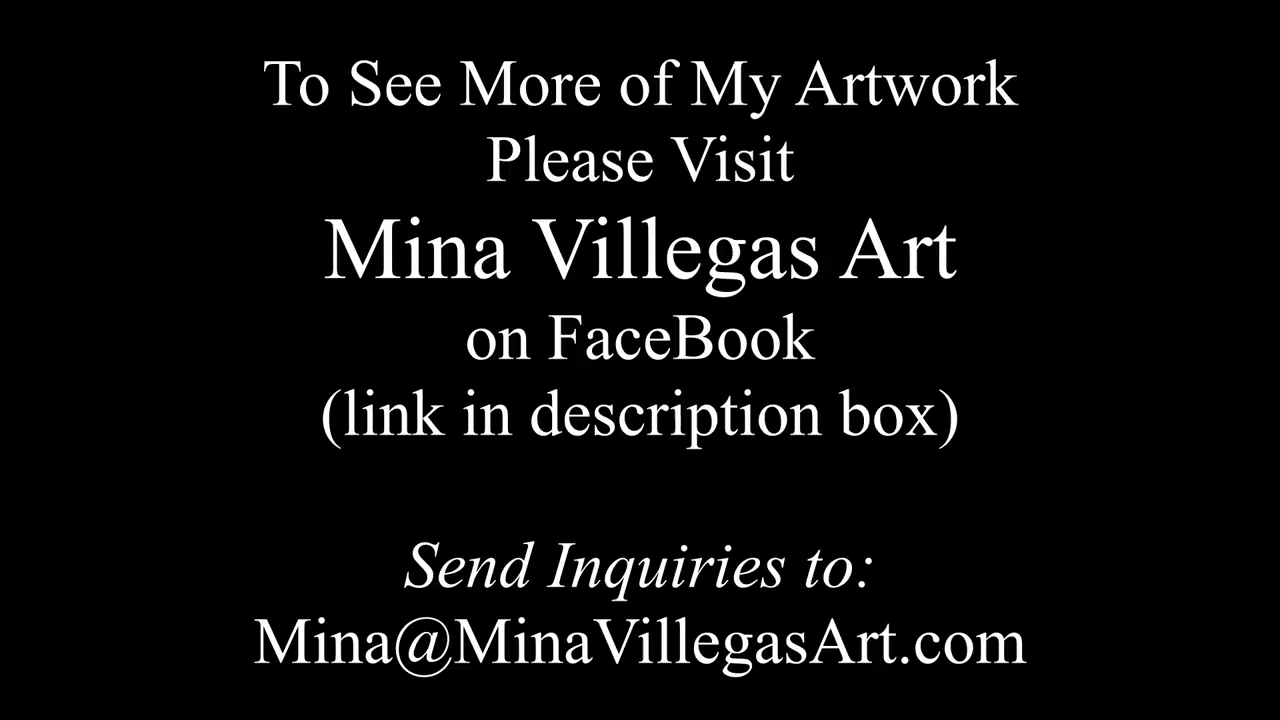 To See More of My Artwork
Please Visit
Mina Villegas Art
on FaceBook
(link in description box)
Send Inquiries to:
Mina@MinaVillegasArt.com